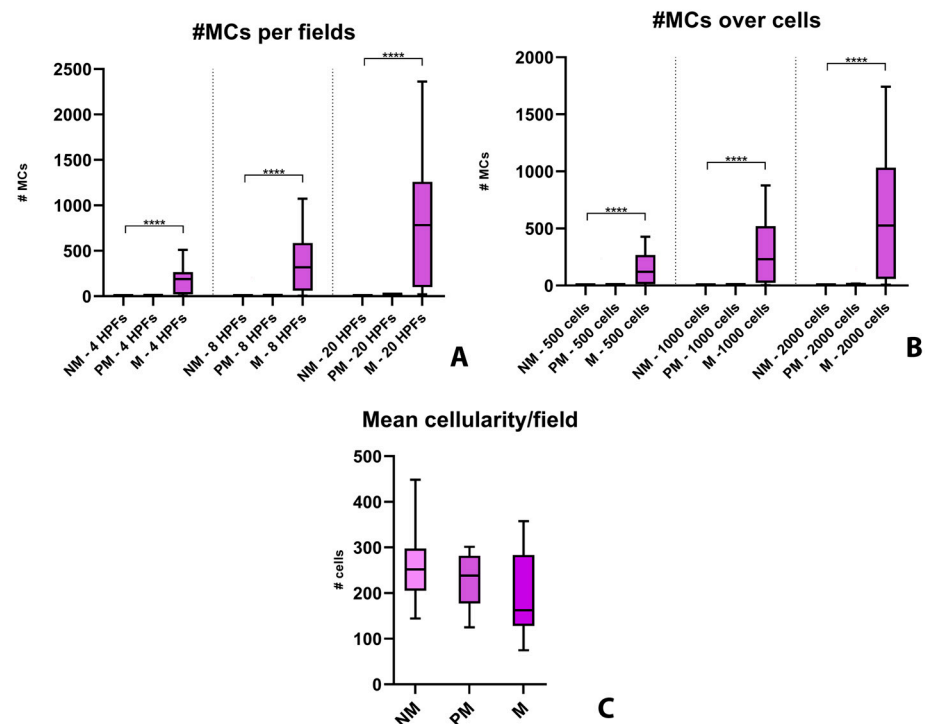 #MCs per fields
# MCs
2500
2000
1500
1000
500
0
****
****
****
NM - 4 HPFs
PM - 4 HPFs
M - 4 HPFs
NM - 8 HPFs
PM - 8 HPFs
M - 8 HPFs
NM - 20 HPFs
PM - 20 HPFs
M - 20 HPFs
A
#MCs over cells
# MCs
2000
1500
1000
500
0
****
****
****
NM - 500 cells
PM - 500 cells
M - 500 cells
NM - 1000 cells
PM - 1000 cells
M -1000 cells
NM - 2000 cells
PM - 2000 cells
M - 2000 cells
B
Mean cellularity/field
# cells
500
400
300
200
100
0
NM
PM
M
C